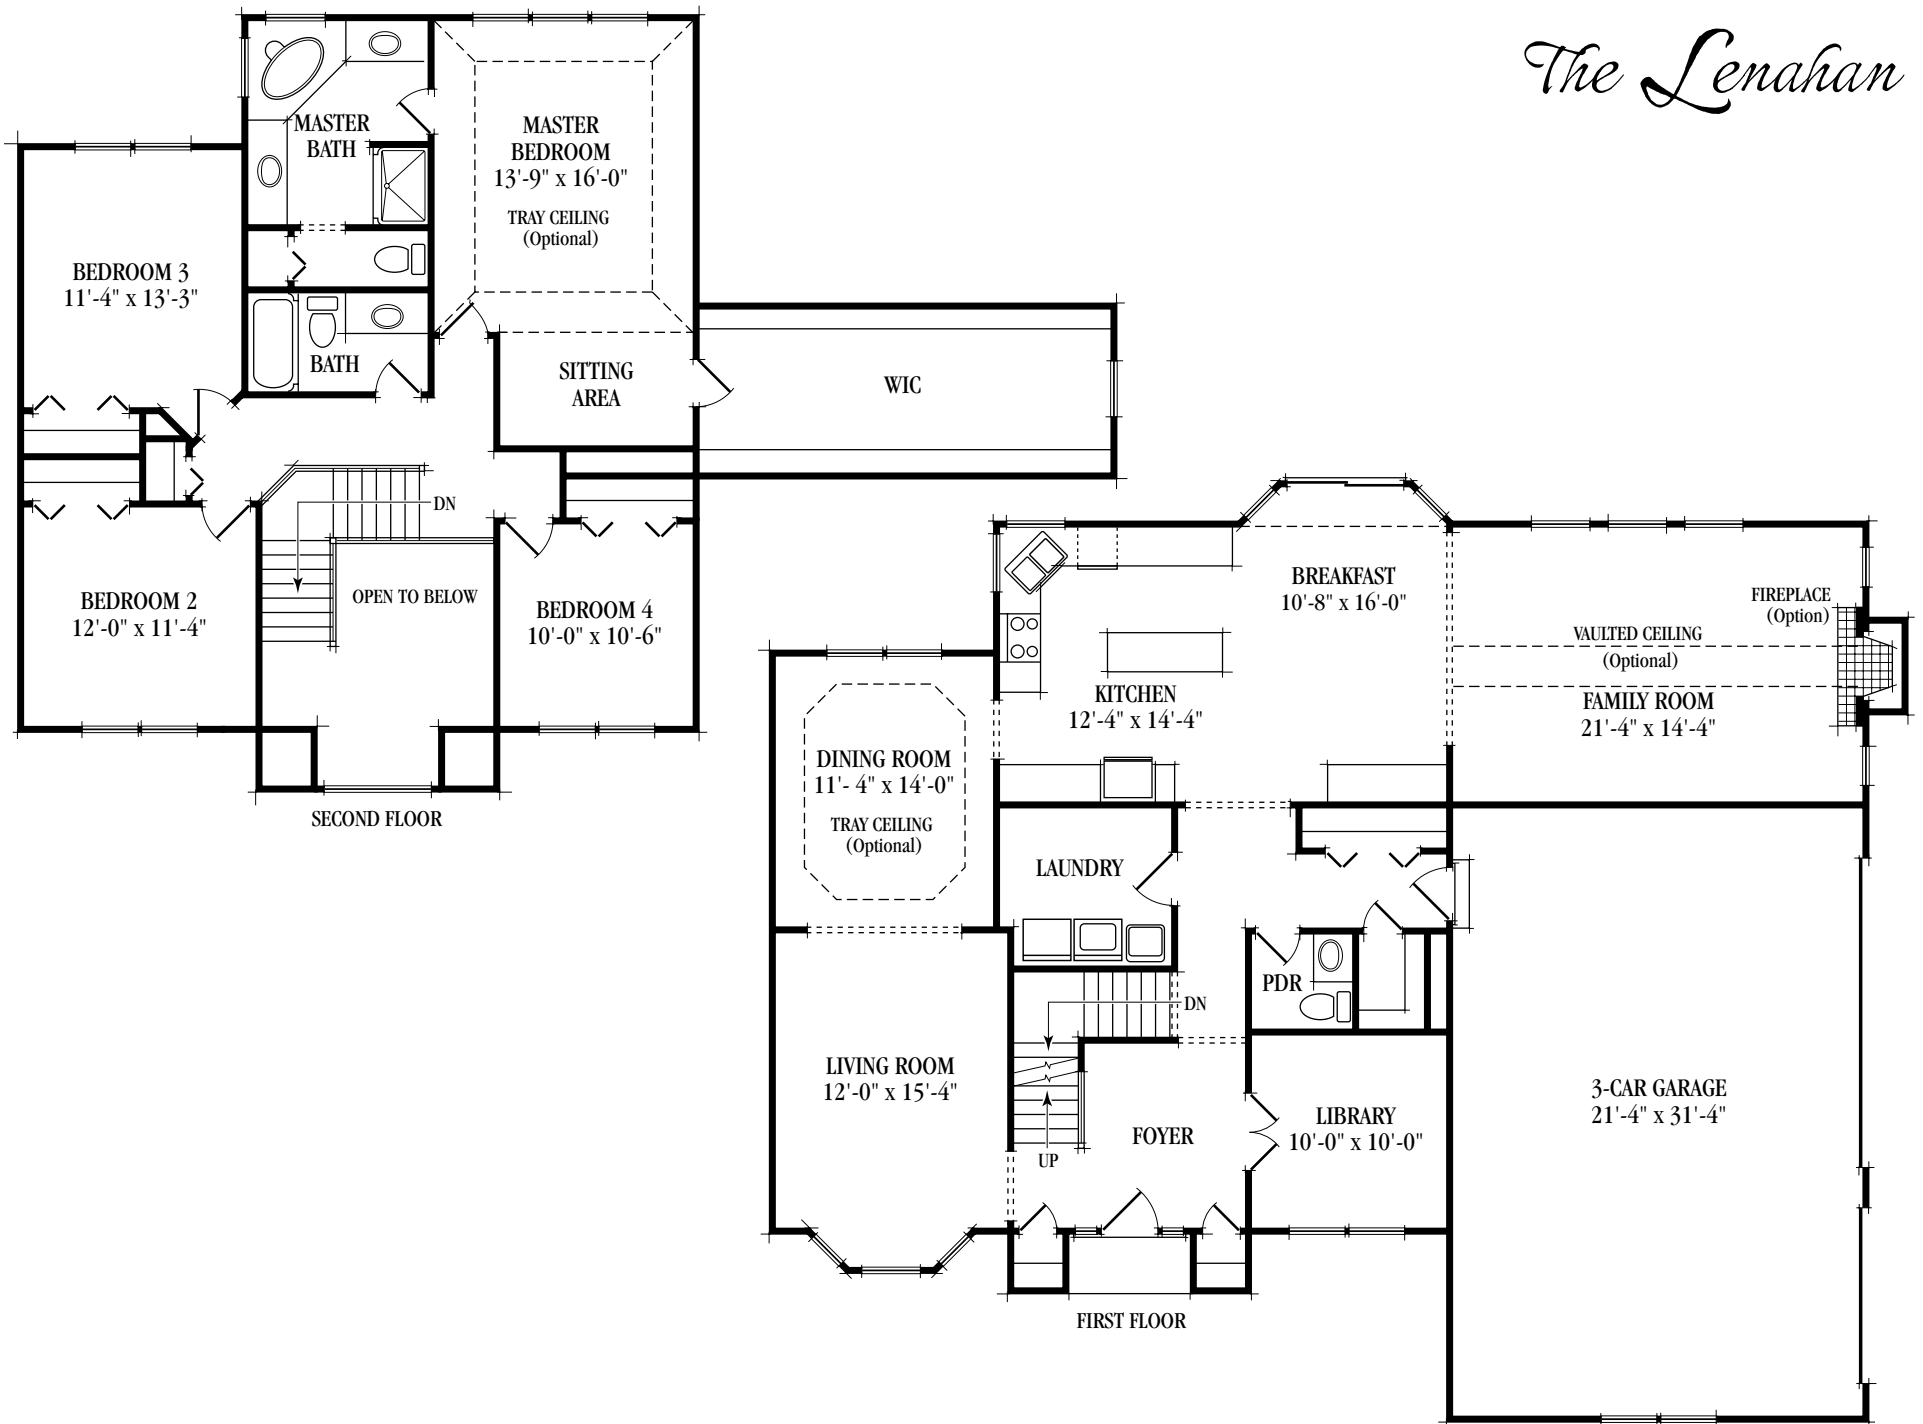 The Lenahan
MASTER
BATH
MASTER
BEDROOM
13'-9" x 16'-0"
TRAY CEILING
(Optional)
BEDROOM 3
11'-4" x 13'-3"
BATH
SITTING
AREA
WIC
DN
OPEN TO BELOW
BEDROOM 2
12'-0" x 11'-4"
BEDROOM 4
10'-0" x 10'-6"
SECOND FLOOR
BREAKFAST
10'-8" x 16'-0"
FIREPLACE
(Option)
VAULTED CEILING
(Optional)
FAMILY ROOM
21'-4" x 14'-4"
KITCHEN
12'-4" x 14'-4"
DINING ROOM
11'- 4" x 14'-0"
TRAY CEILING
(Optional)
LAUNDRY
PDR
DN
LIVING ROOM
12'-0" x 15'-4"
UP
FOYER
LIBRARY
10'-0" x 10'-0"
3-CAR GARAGE
21'-4" x 31'-4"
FIRST FLOOR